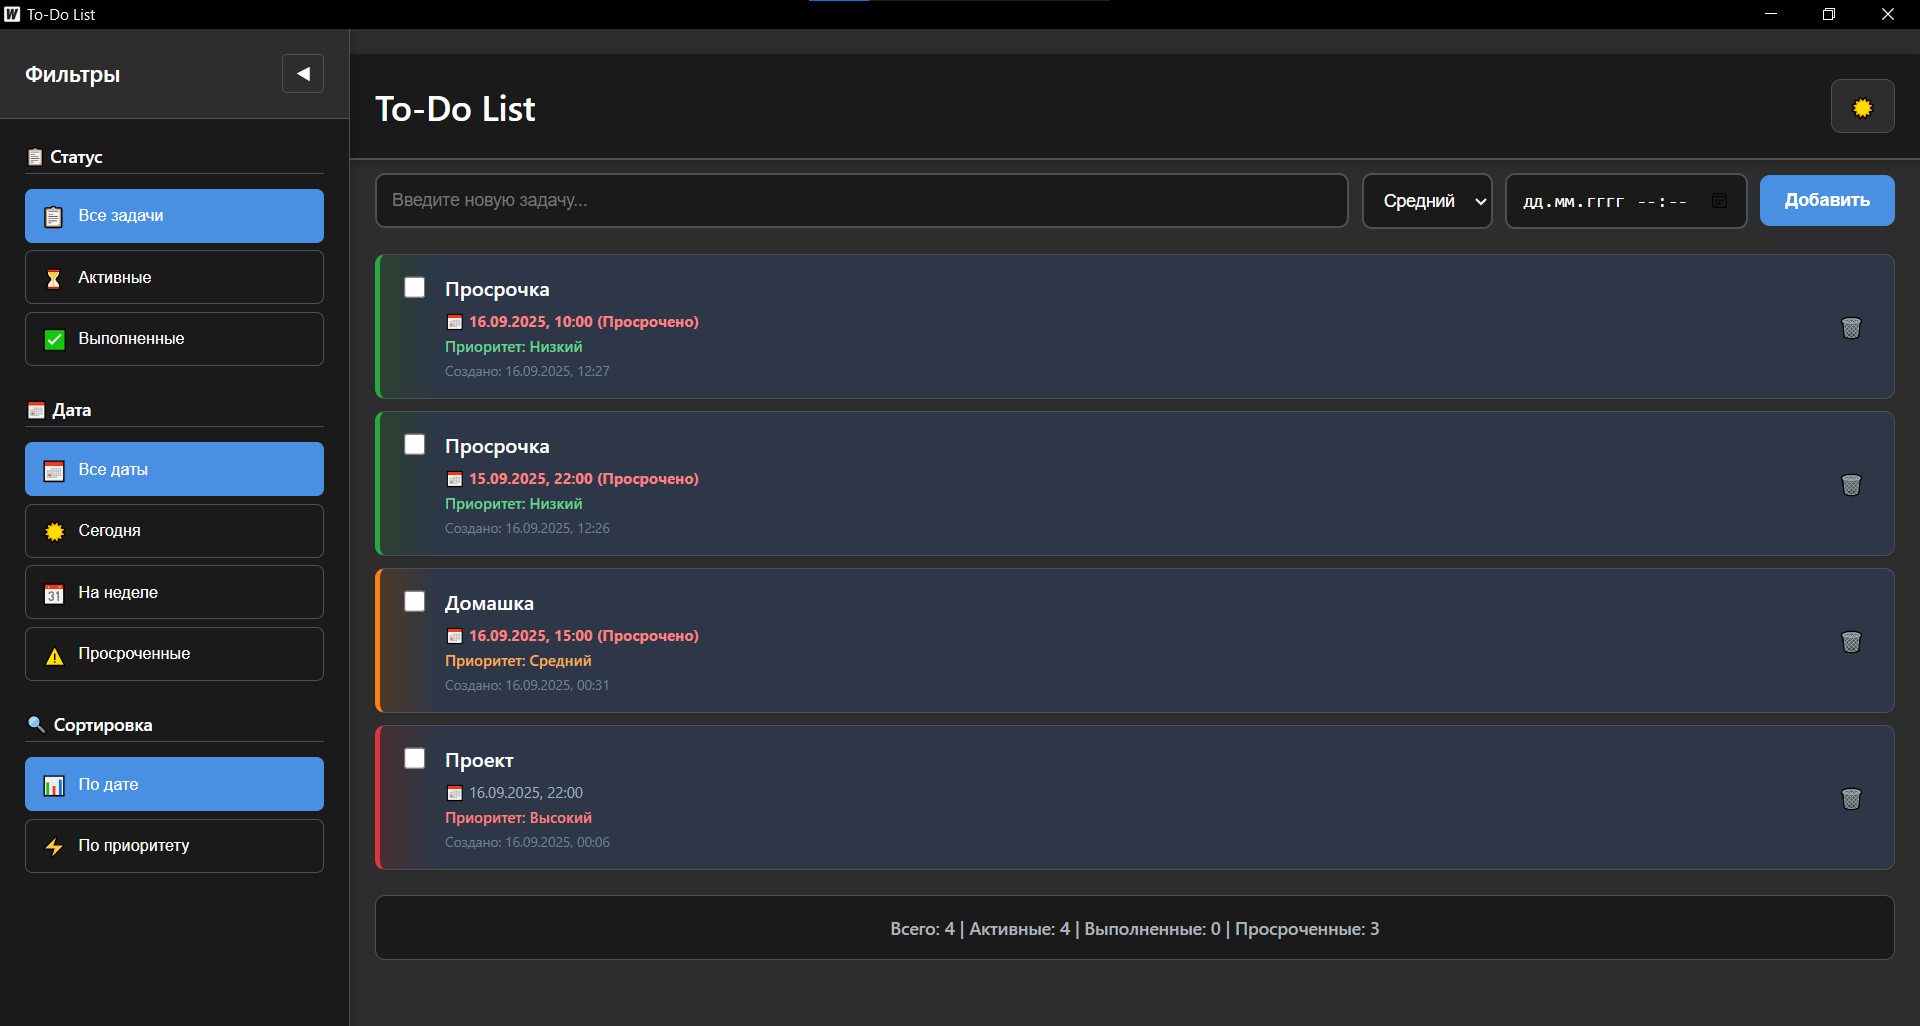 To-Do List
Фильтры
Статус
Все задачи
Активные
Выполненные
Дата
Все даты
Сегодня
31
На неделе
Просроченные
Сортировка
По дате
По приоритету
To-Do List
Введите новую задачу...
Средний
дд.мм.гггг --:--
Добавить
Просрочка
16.09.2025, 10:00 (Просрочено)
Приоритет: Низкий
Создано: 16.09.2025, 12:27
Просрочка
15.09.2025, 22:00 (Просрочено)
Приоритет: Низкий
Создано: 16.09.2025, 12:26
Домашка
16.09.2025, 15:00 (Просрочено)
Приоритет: Средний
Создано: 16.09.2025, 00:31
Проект
16.09.2025, 22:00
Приоритет: Высокий
Создано: 16.09.2025, 00:06
Всего: 4 | Активные: 4 | Выполненные: 0 | Просроченные: 3